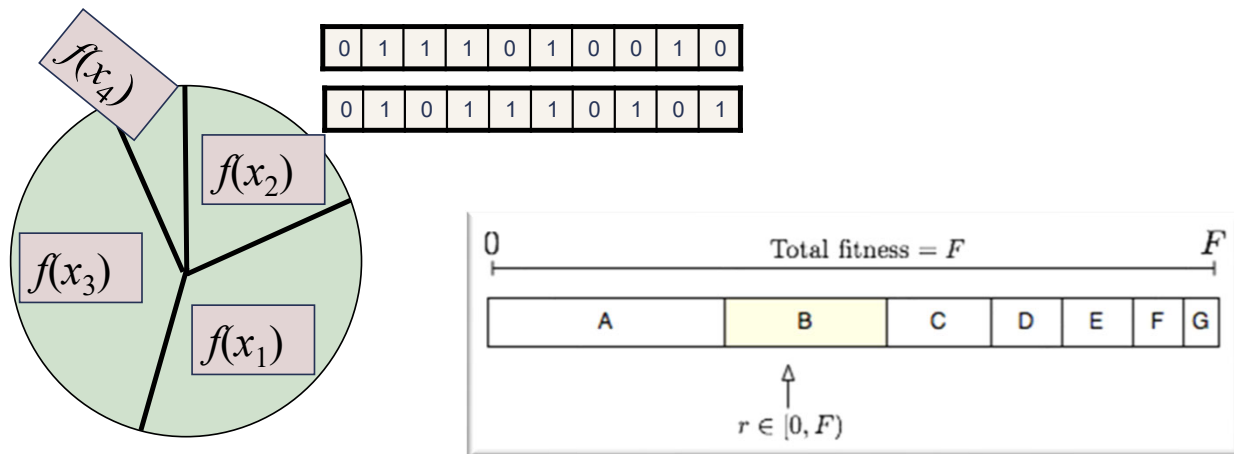 f(x₄)
0 1 1 1 0 1 0 0 1 0
0 1 0 1 1 1 0 1 0 1
f(x₂)
f(x₃)
f(x₁)
0 Total fitness = F F
A B C D E F G
r ∈ [0, F)